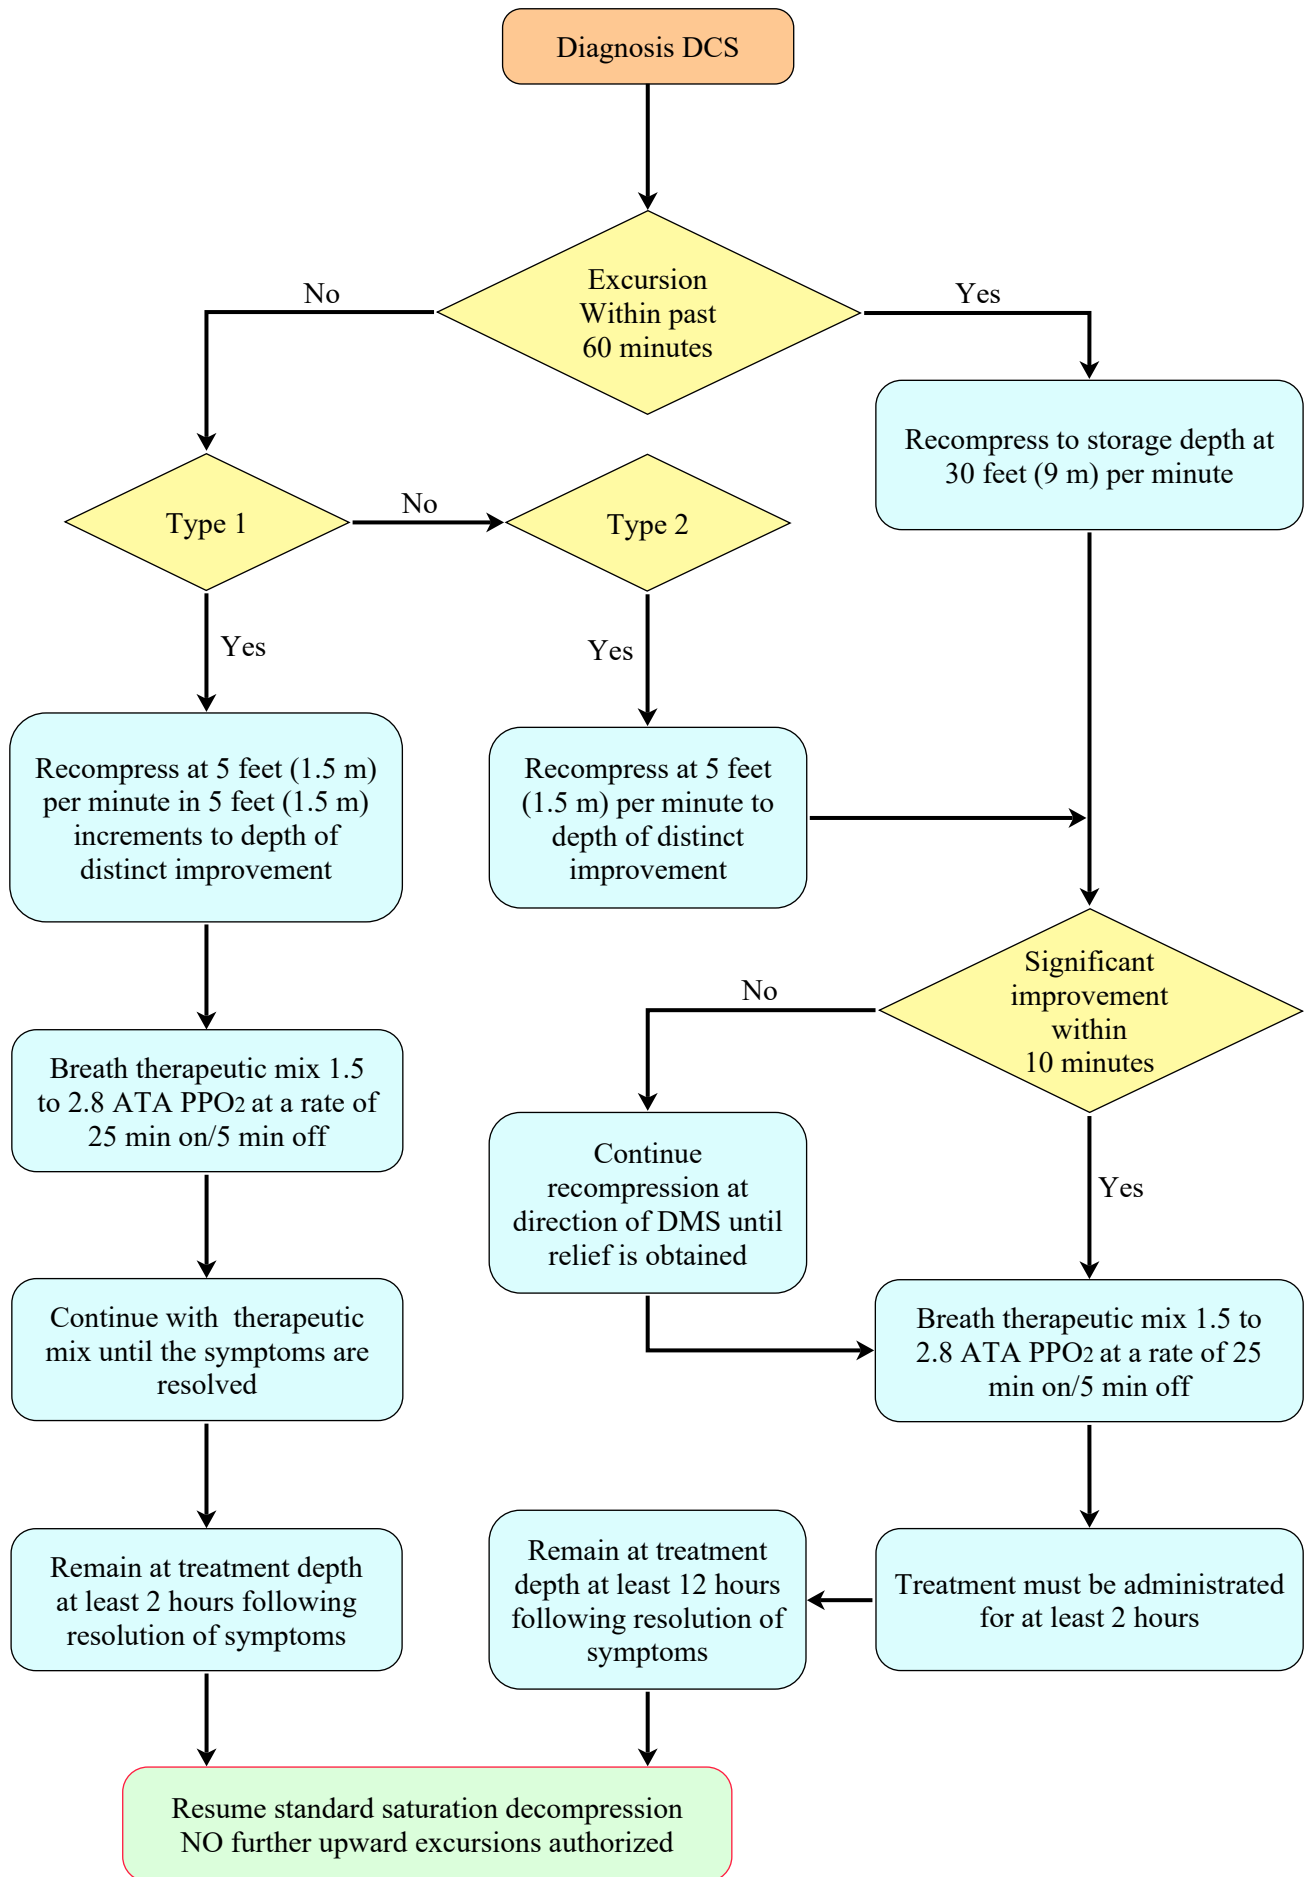 Diagnosis DCS
Excursion
Within past
60 minutes
No
Yes
Recompress to storage depth at
30 feet (9 m) per minute
Type 1
No
Type 2
Yes
Yes
Recompress at 5 feet (1.5 m)
per minute in 5 feet (1.5 m)
increments to depth of
distinct improvement
Recompress at 5 feet
(1.5 m) per minute to
depth of distinct
improvement
Significant
improvement
within
10 minutes
No
Yes
Breath therapeutic mix 1.5
to 2.8 ATA PPO2 at a rate of
25 min on/5 min off
Continue
recompression at
direction of DMS until
relief is obtained
Continue with therapeutic
mix until the symptoms are
resolved
Breath therapeutic mix 1.5 to
2.8 ATA PPO2 at a rate of 25
min on/5 min off
Remain at treatment depth
at least 2 hours following
resolution of symptoms
Remain at treatment
depth at least 12 hours
following resolution of
symptoms
Treatment must be administrated
for at least 2 hours
Resume standard saturation decompression
NO further upward excursions authorized